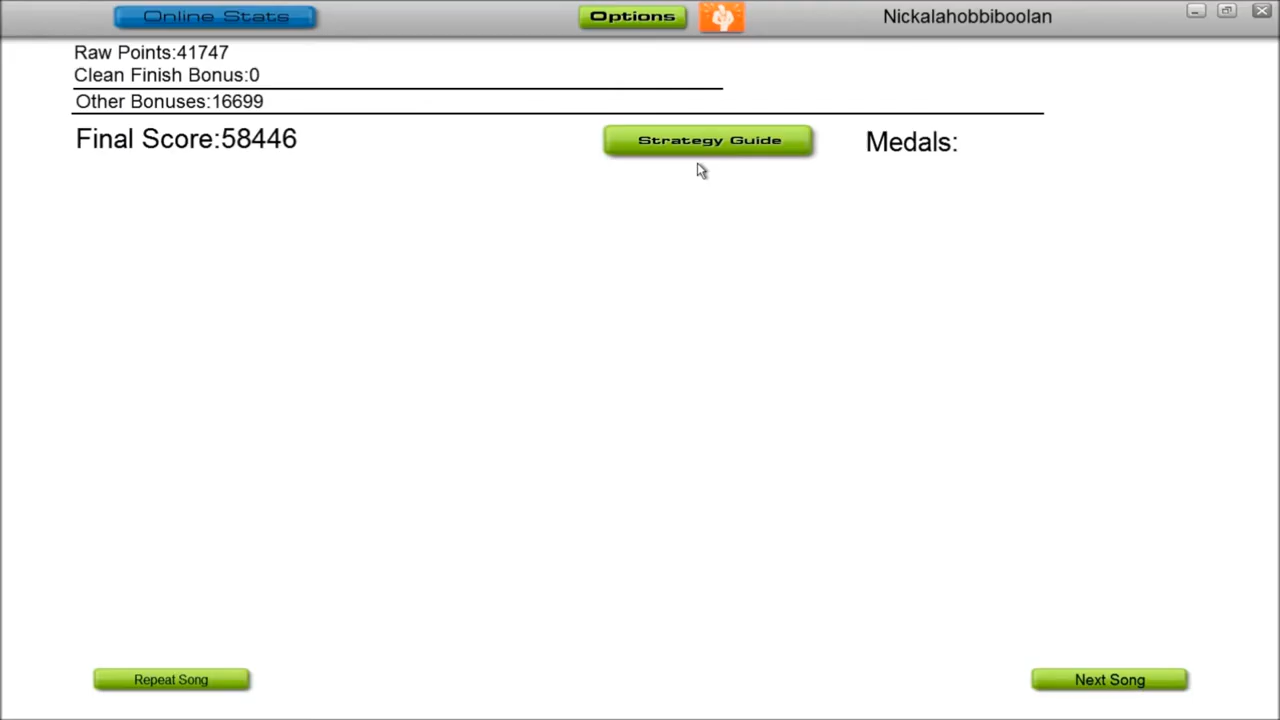 Online Stats
Options
Nickalahobbiboolan
Raw Points:41747
Clean Finish Bonus:0
Other Bonuses:16699
Final Score:58446
Strategy Guide
Medals:
Repeat Song
Next Song